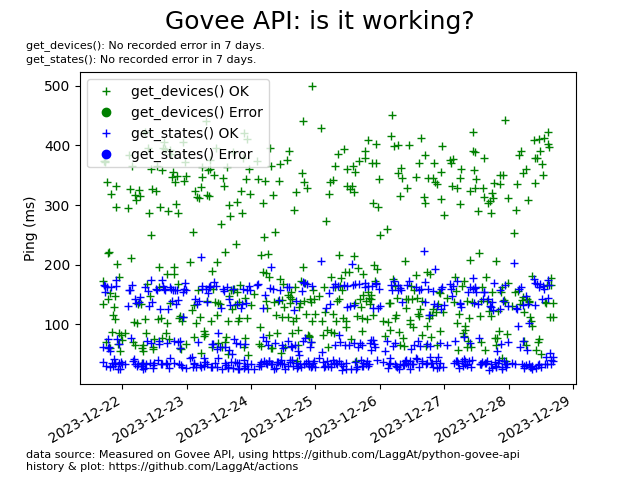 Govee API: is it working?
get_devices(): No recorded error in 7 days.
get_states(): No recorded error in 7 days.
get_devices() OK
get_devices() Error
get_states() OK
get_states() Error
Ping (ms)
500
400
300
200
100
2023-12-22
2023-12-23
2023-12-24
2023-12-25
2023-12-26
2023-12-27
2023-12-28
2023-12-29
data source: Measured on Govee API, using https://github.com/LaggAt/python-govee-api
history & plot: https://github.com/LaggAt/actions